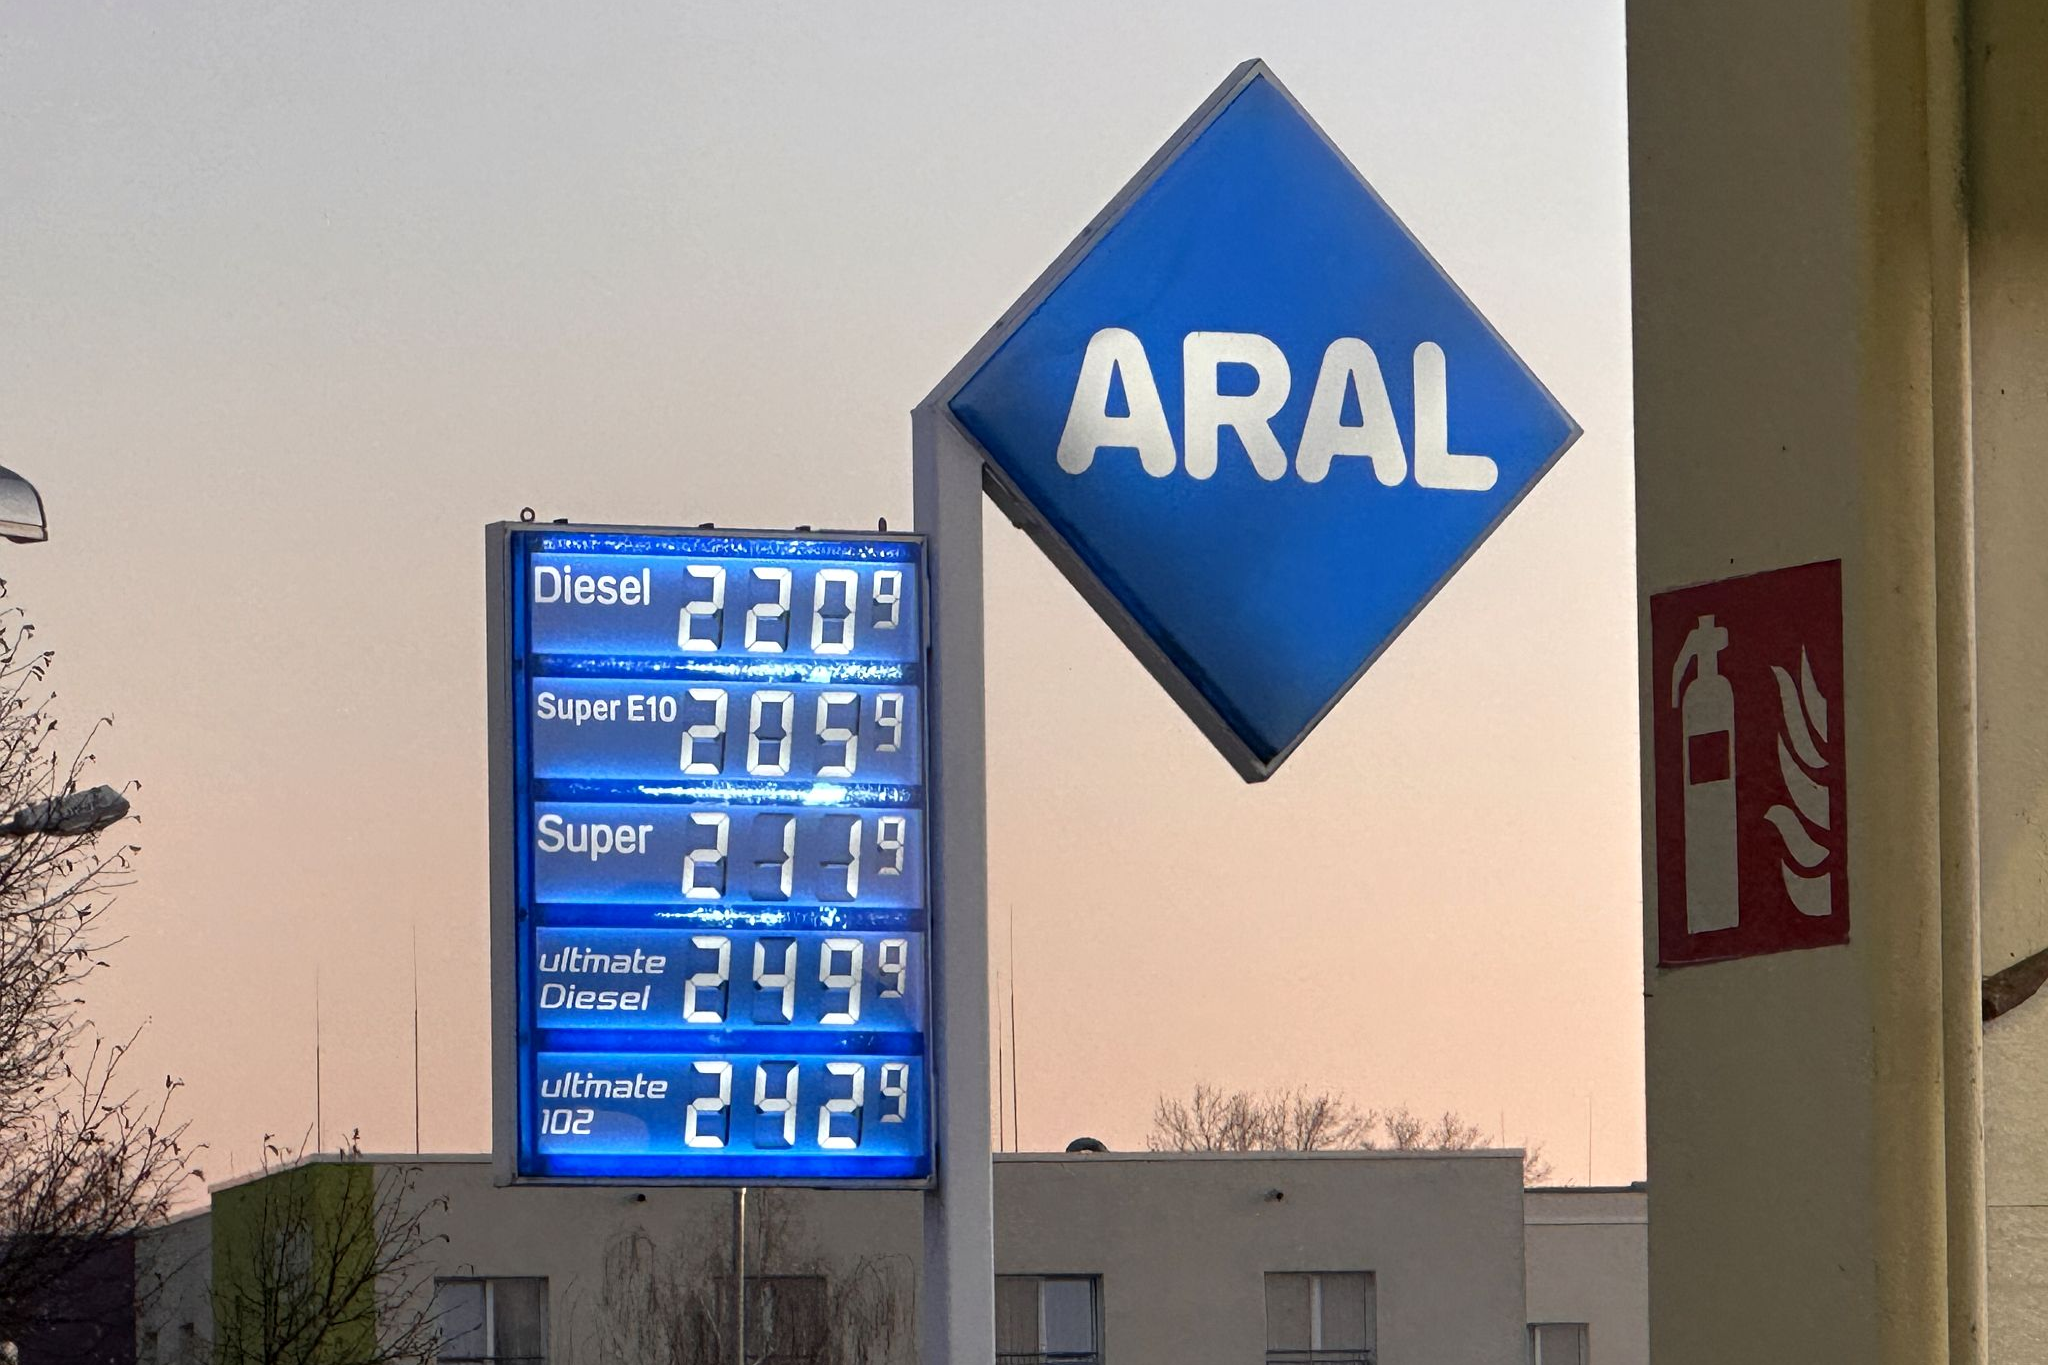 ARAL
Diesel 2209
Super E10 2059
Super 2119
ultimate
Diesel 2499
ultimate
102 2429